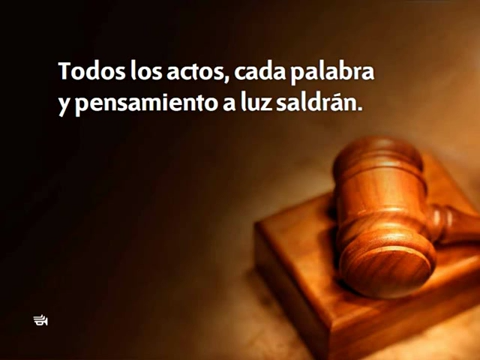 Todos los actos, cada palabra
y pensamiento a luz saldrán.